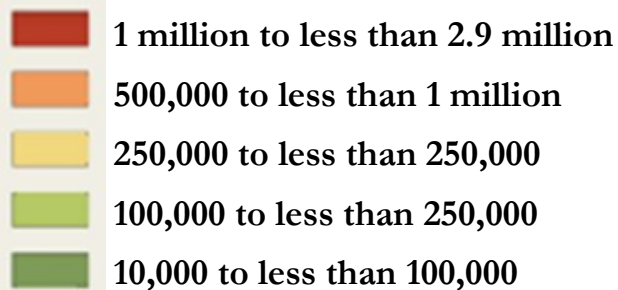 1 million to less than 2.9 million
500,000 to less than 1 million
250,000 to less than 250,000
100,000 to less than 250,000
10,000 to less than 100,000